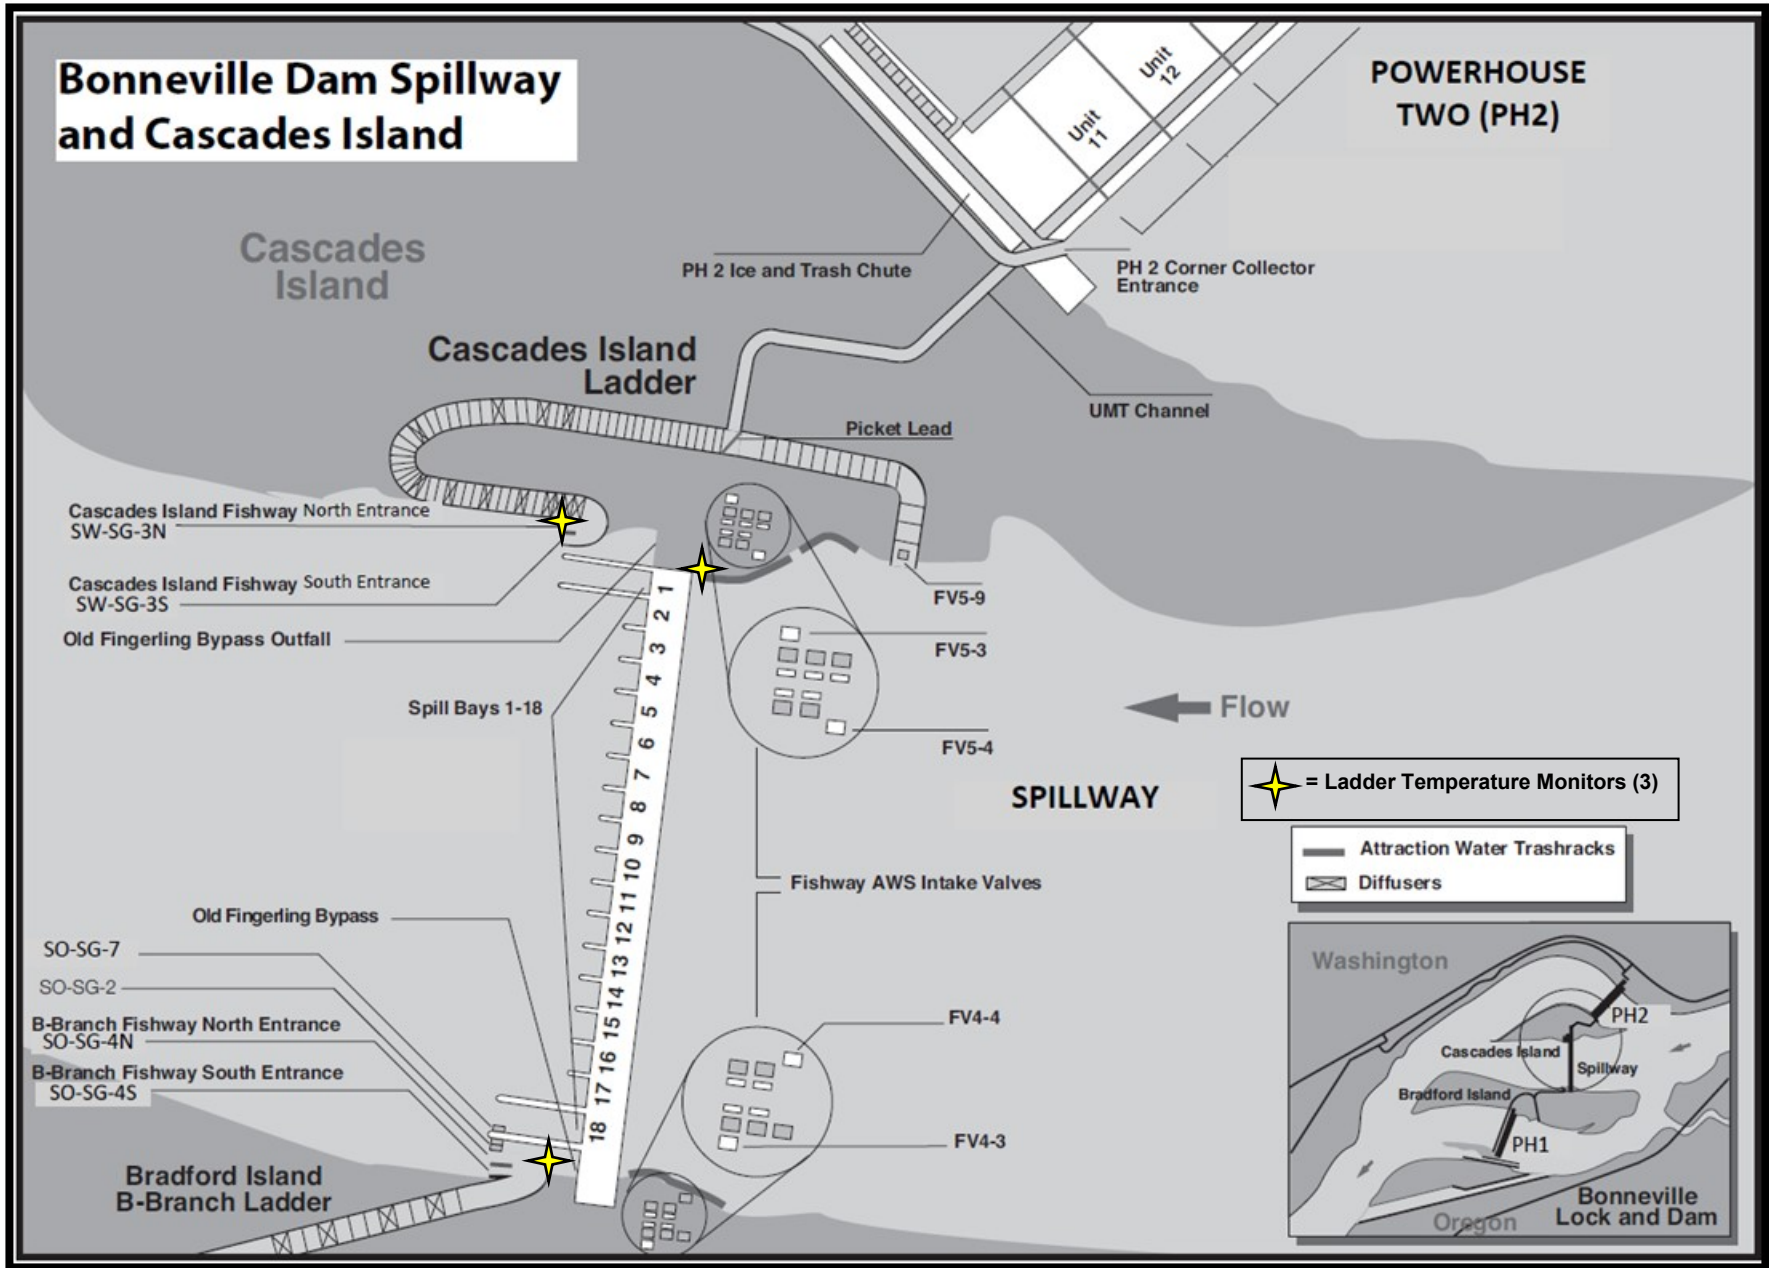 Bonneville Dam Spillway
and Cascades Island
POWERHOUSE
TWO (PH2)
Unit
12
Unit
11
Cascades
Island
PH 2 Ice and Trash Chute
PH 2 Corner Collector
Entrance
Cascades Island
Ladder
UMT Channel
Picket Lead
Cascades Island Fishway North Entrance
SW-SG-3N
Cascades Island Fishway South Entrance
SW-SG-3S
Old Fingerling Bypass Outfall
FV5-9
FV5-3
FV5-4
Spill Bays 1-18
1
2
3
4
5
6
7
8
9
10
11
12
13
14
15
16
17
18
Flow
SPILLWAY
= Ladder Temperature Monitors (3)
Attraction Water Trashracks
Diffusers
Fishway AWS Intake Valves
Old Fingerling Bypass
SO-SG-7
SO-SG-2
B-Branch Fishway North Entrance
SO-SG-4N
B-Branch Fishway South Entrance
SO-SG-4S
FV4-4
FV4-3
Bradford Island
B-Branch Ladder
Washington
PH2
Cascades Island
Spillway
Bradford Island
PH1
Bonneville
Lock and Dam
Oregon